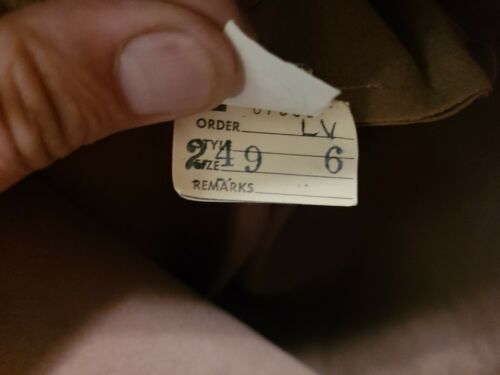 ORDER LV
STYLE
249 6
SIZE
REMARKS